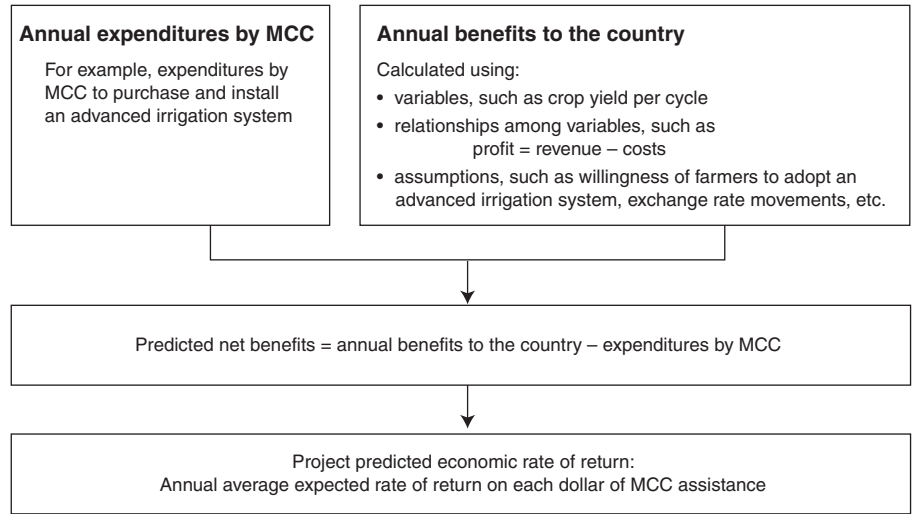 Annual expenditures by MCC
For example, expenditures by
MCC to purchase and install
an advanced irrigation system
Annual benefits to the country
Calculated using:
• variables, such as crop yield per cycle
• relationships among variables, such as
profit = revenue – costs
• assumptions, such as willingness of farmers to adopt an
advanced irrigation system, exchange rate movements, etc.
Predicted net benefits = annual benefits to the country – expenditures by MCC
Project predicted economic rate of return:
Annual average expected rate of return on each dollar of MCC assistance